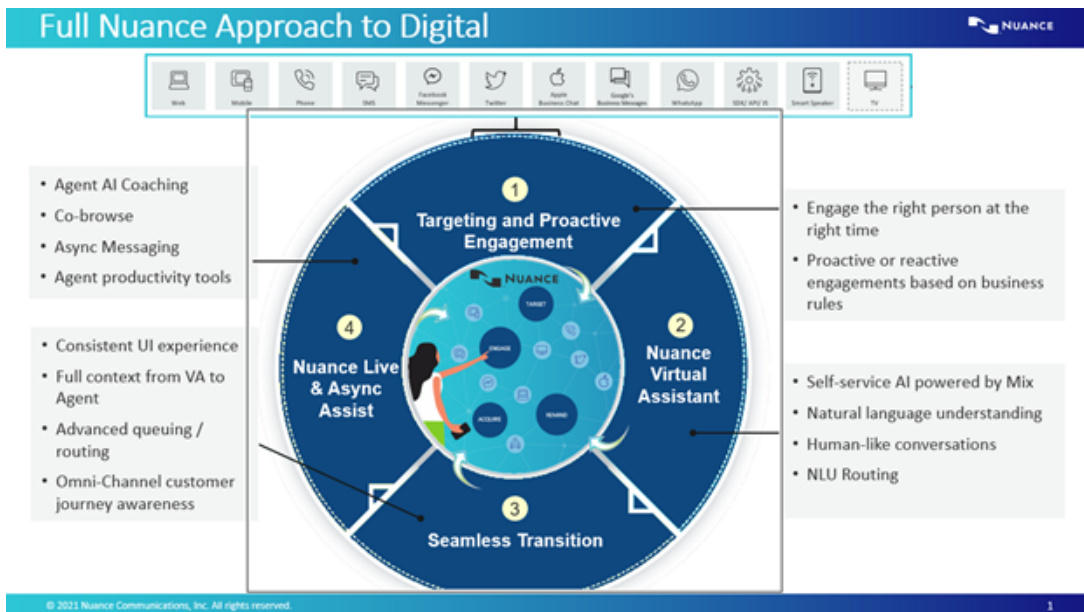 Full Nuance Approach to Digital
NUANCE
Web
Mobile
Phone
SMS
Facebook
Messenger
Twitter
Apple
Business Chat
Google's
Business Messages
WhatsApp
SDK/ API/ JS
Smart Speaker
TV
• Agent AI Coaching
• Co-browse
• Async Messaging
• Agent productivity tools
• Consistent UI experience
• Full context from VA to
Agent
• Advanced queuing /
routing
• Omni-Channel customer
journey awareness
1
Targeting and Proactive
Engagement
2
Nuance
Virtual
Assistant
3
Seamless Transition
4
Nuance Live
& Async
Assist
NUANCE
TARGET
ENGAGE
ACQUIRE
REMIND
• Engage the right person at the
right time
• Proactive or reactive
engagements based on business
rules
• Self-service AI powered by Mix
• Natural language understanding
• Human-like conversations
• NLU Routing
© 2021 Nuance Communications, Inc. All rights reserved.
1